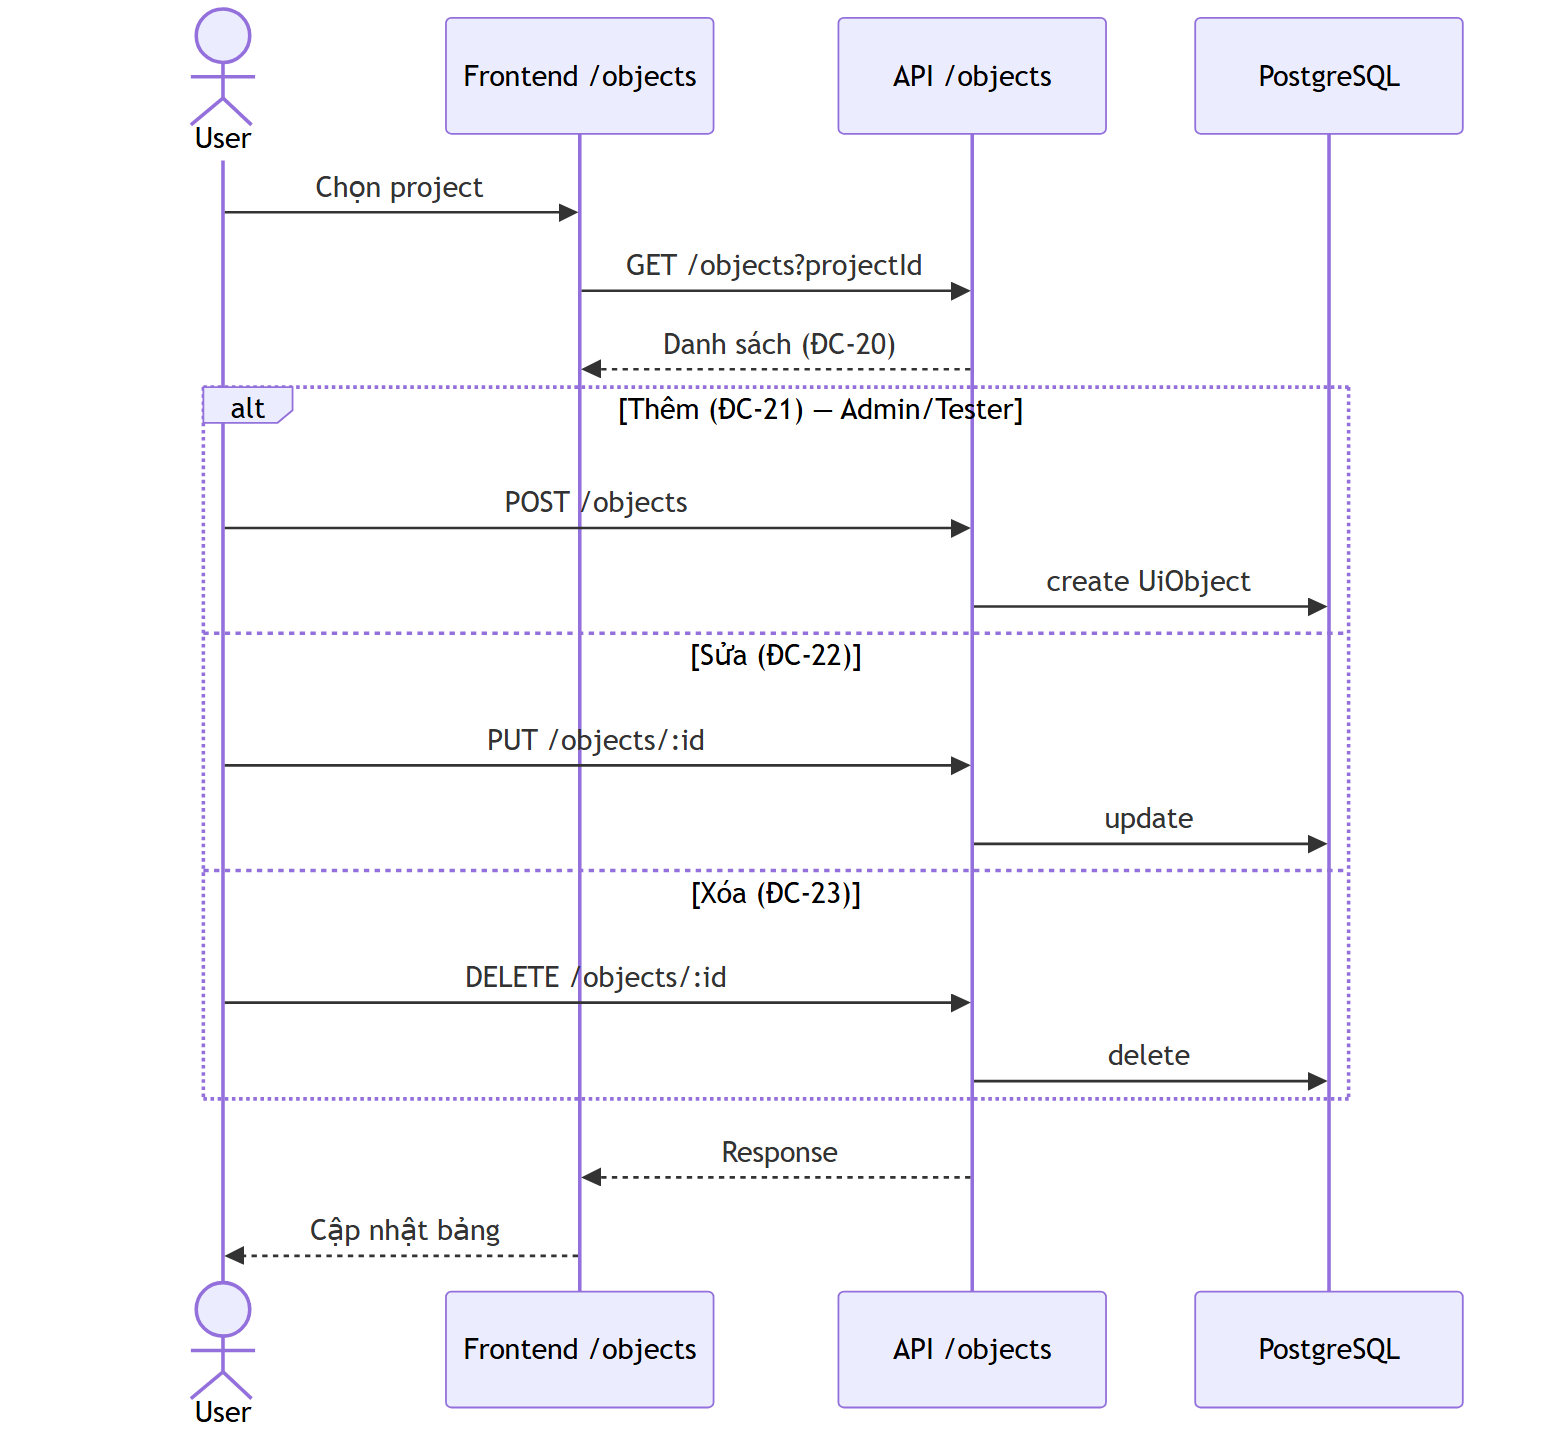 User
Frontend /objects
API /objects
PostgreSQL
Chọn project
GET /objects?projectId
Danh sách (ĐC-20)
alt
[Thêm (ĐC-21) — Admin/Tester]
POST /objects
create UiObject
[Sửa (ĐC-22)]
PUT /objects/:id
update
[Xóa (ĐC-23)]
DELETE /objects/:id
delete
Response
Cập nhật bảng
User
Frontend /objects
API /objects
PostgreSQL